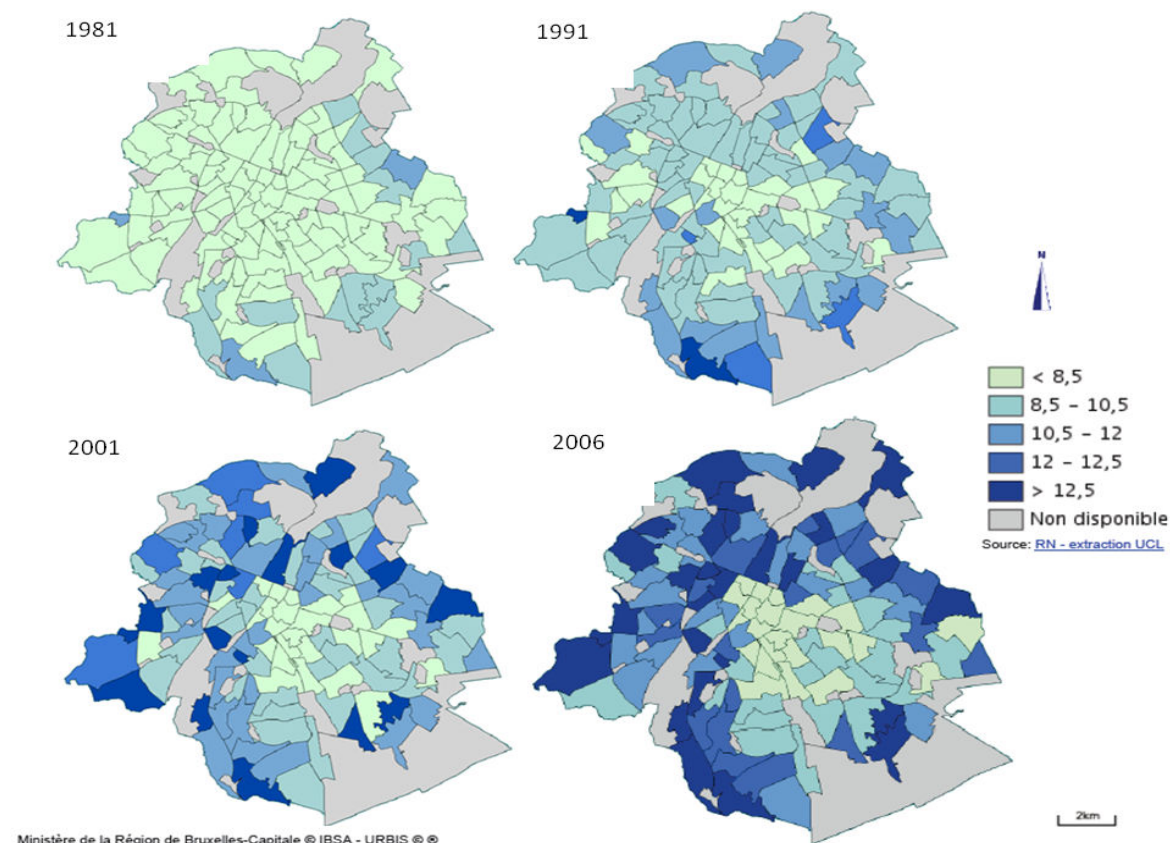 1981
1991
N
< 8,5
8,5 – 10,5
10,5 – 12
12 – 12,5
> 12,5
Non disponible
Source: RN - extraction UCL
2001
2006
2km
Ministère de la Région de Bruxelles-Capitale © IBSA - URBIS © ®